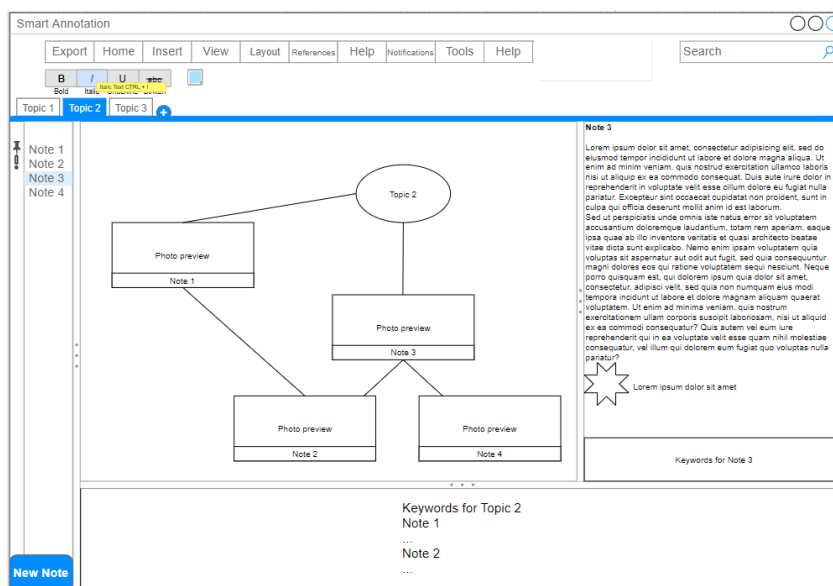 Smart Annotation
Export Home Insert View Layout References Help Notifications Tools Help
Search
B I U abc
Bold Italic
Italic Text CTRL + I
Topic 1 Topic 2 Topic 3 +
Note 1
Note 2
Note 3
Note 4
New Note
Topic 2
Photo preview
Note 1
Photo preview
Note 3
Photo preview
Note 2
Photo preview
Note 4
Note 3
Lorem ipsum dolor sit amet, consectetur adipisicing elit, sed do
eiusmod tempor incididunt ut labore et dolore magna aliqua. Ut
enim ad minim veniam, quis nostrud exercitation ullamco laboris
nisi ut aliquip ex ea commodo consequat. Duis aute irure dolor in
reprehenderit in voluptate velit esse cillum dolore eu fugiat nulla
pariatur. Excepteur sint occaecat cupidatat non proident, sunt in
culpa qui officia deserunt mollit anim id est laborum.
Sed ut perspiciatis unde omnis iste natus error sit voluptatem
accusantium doloremque laudantium, totam rem aperiam, eaque
ipsa quae ab illo inventore veritatis et quasi architecto beatae
vitae dicta sunt explicabo. Nemo enim ipsam voluptatem quia
voluptas sit aspernatur aut odit aut fugit, sed quia consequuntur
magni dolores eos qui ratione voluptatem sequi nesciunt. Neque
porro quisquam est, qui dolorem ipsum quia dolor sit amet,
consectetur, adipisci velit, sed quia non numquam eius modi
tempora incidunt ut labore et dolore magnam aliquam quaerat
voluptatem. Ut enim ad minima veniam, quis nostrum
exercitationem ullam corporis suscipit laboriosam, nisi ut aliquid
ex ea commodi consequatur? Quis autem vel eum iure
reprehenderit qui in ea voluptate velit esse quam nihil molestiae
consequatur, vel illum qui dolorem eum fugiat quo voluptas nulla
pariatur?
Lorem ipsum dolor sit amet
Keywords for Note 3
Keywords for Topic 2
Note 1
...
Note 2
...